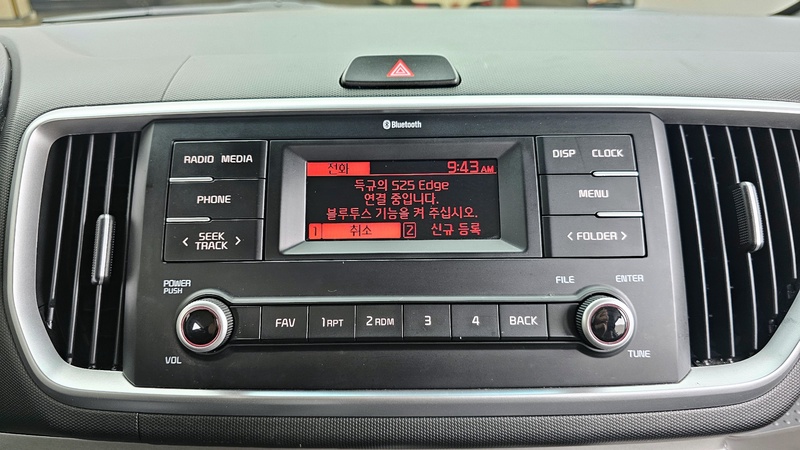 Bluetooth
RADIO MEDIA
PHONE
SEEK
TRACK
전화 9:43 AM
득규의 S25 Edge
연결 중입니다.
블루투스 기능을 켜 주십시오.
1 취소 2 신규 등록
DISP CLOCK
MENU
FOLDER
POWER
PUSH
VOL
FAV
1 RPT
2 RDM
3
4
BACK
FILE
ENTER
TUNE